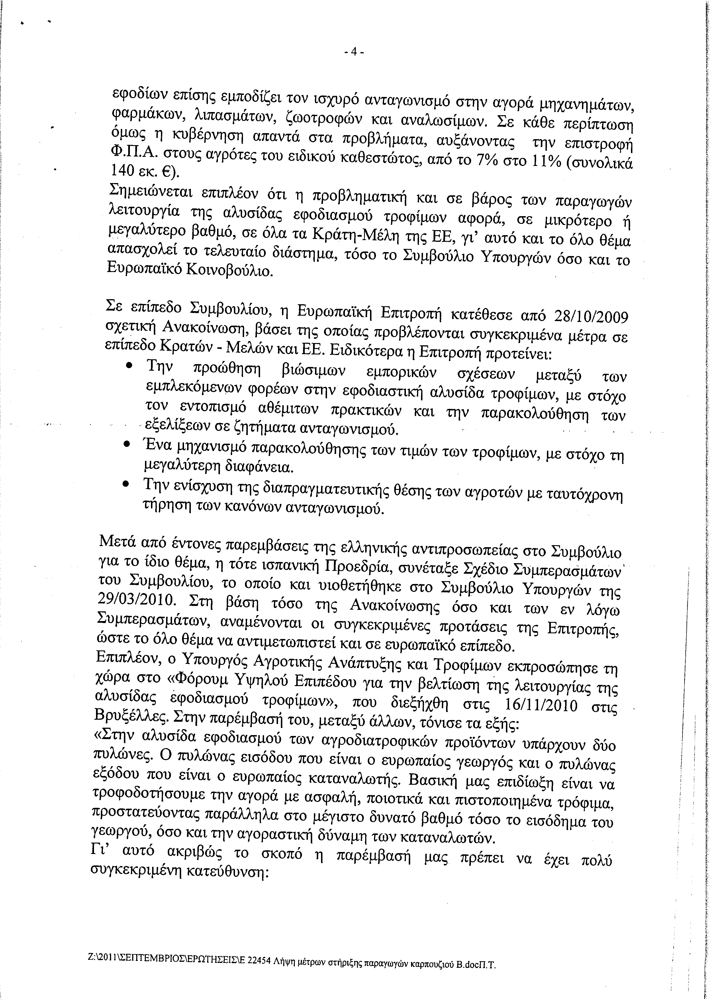 - 4 -
εφοδίων επίσης εμποδίζει τον ισχυρό ανταγωνισμό στην αγορά μηχανημάτων,
φαρμάκων, λιπασμάτων, ζωοτροφών και αναλωσίμων. Σε κάθε περίπτωση
όμως η κυβέρνηση απαντά στα προβλήματα, αυξάνοντας την επιστροφή
Φ.Π.Α. στους αγρότες του ειδικού καθεστώτος, από το 7% στο 11% (συνολικά
140 εκ. €).
Σημειώνεται επιπλέον ότι η προβληματική και σε βάρος των παραγωγών
λειτουργία της αλυσίδας εφοδιασμού τροφίμων αφορά, σε μικρότερο ή
μεγαλύτερο βαθμό, σε όλα τα Κράτη-Μέλη της ΕΕ, γι’ αυτό και το όλο θέμα
απασχολεί το τελευταίο διάστημα, τόσο το Συμβούλιο Υπουργών όσο και το
Ευρωπαϊκό Κοινοβούλιο.
Σε επίπεδο Συμβουλίου, η Ευρωπαϊκή Επιτροπή κατέθεσε από 28/10/2009
σχετική Ανακοίνωση, βάσει της οποίας προβλέπονται συγκεκριμένα μέτρα σε
επίπεδο Κρατών - Μελών και ΕΕ. Ειδικότερα η Επιτροπή προτείνει:
• Την προώθηση βιώσιμων εμπορικών σχέσεων μεταξύ των
εμπλεκόμενων φορέων στην εφοδιαστική αλυσίδα τροφίμων, με στόχο
τον εντοπισμό αθέμιτων πρακτικών και την παρακολούθηση των
εξελίξεων σε ζητήματα ανταγωνισμού.
• Ένα μηχανισμό παρακολούθησης των τιμών των τροφίμων, με στόχο τη
μεγαλύτερη διαφάνεια.
• Την ενίσχυση της διαπραγματευτικής θέσης των αγροτών με ταυτόχρονη
τήρηση των κανόνων ανταγωνισμού.
Μετά από έντονες παρεμβάσεις της ελληνικής αντιπροσωπείας στο Συμβούλιο
για το ίδιο θέμα, η τότε ισπανική Προεδρία, συνέταξε Σχέδιο Συμπερασμάτων
του Συμβουλίου, το οποίο και υιοθετήθηκε στο Συμβούλιο Υπουργών της
29/03/2010. Στη βάση τόσο της Ανακοίνωσης όσο και των εν λόγω
Συμπερασμάτων, αναμένονται οι συγκεκριμένες προτάσεις της Επιτροπής,
ώστε το όλο θέμα να αντιμετωπιστεί και σε ευρωπαϊκό επίπεδο.
Επιπλέον, ο Υπουργός Αγροτικής Ανάπτυξης και Τροφίμων εκπροσώπησε τη
χώρα στο «Φόρουμ Υψηλού Επιπέδου για την βελτίωση της λειτουργίας της
αλυσίδας εφοδιασμού τροφίμων», που διεξήχθη στις 16/11/2010 στις
Βρυξέλλες. Στην παρέμβασή του, μεταξύ άλλων, τόνισε τα εξής:
«Στην αλυσίδα εφοδιασμού των αγροδιατροφικών προϊόντων υπάρχουν δύο
πυλώνες. Ο πυλώνας εισόδου που είναι ο ευρωπαίος γεωργός και ο πυλώνας
εξόδου που είναι ο ευρωπαίος καταναλωτής. Βασική μας επιδίωξη είναι να
τροφοδοτήσουμε την αγορά με ασφαλή, ποιοτικά και πιστοποιημένα τρόφιμα,
προστατεύοντας παράλληλα στο μέγιστο δυνατό βαθμό τόσο το εισόδημα του
γεωργού, όσο και την αγοραστική δύναμη των καταναλωτών.
Γι’ αυτό ακριβώς το σκοπό η παρέμβασή μας πρέπει να έχει πολύ
συγκεκριμένη κατεύθυνση:
Z:\2011\ΣΕΠΤΕΜΒΡΙΟΣ\ΕΡΩΤΗΣΕΙΣ\Ε 22454 Λήψη μέτρων στήριξης παραγωγών καρπουζιού Β.docΠ.Τ.